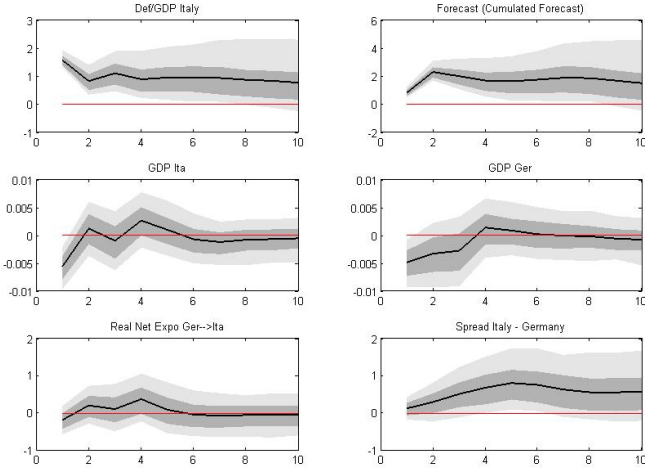 Def/GDP Italy
3
2
1
0
-1
0 2 4 6 8 10
Forecast (Cumulated Forecast)
6
4
2
0
-2
0 2 4 6 8 10
GDP Ita
0.01
0.005
0
-0.005
-0.01
0 2 4 6 8 10
GDP Ger
0.01
0.005
0
-0.005
-0.01
0 2 4 6 8 10
Real Net Expo Ger-->Ita
2
1
0
-1
0 2 4 6 8 10
Spread Italy - Germany
2
1
0
-1
0 2 4 6 8 10